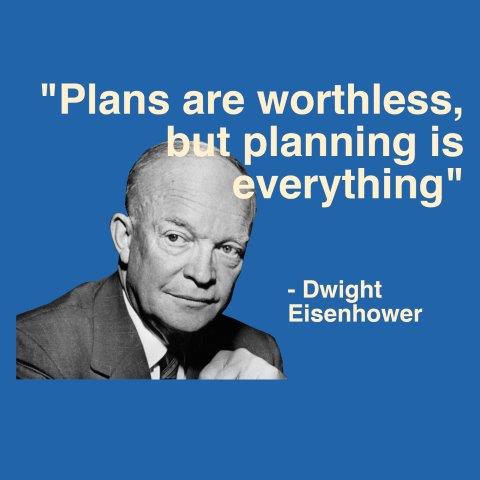 "Plans are worthless,
but planning is
everything"
- Dwight
Eisenhower